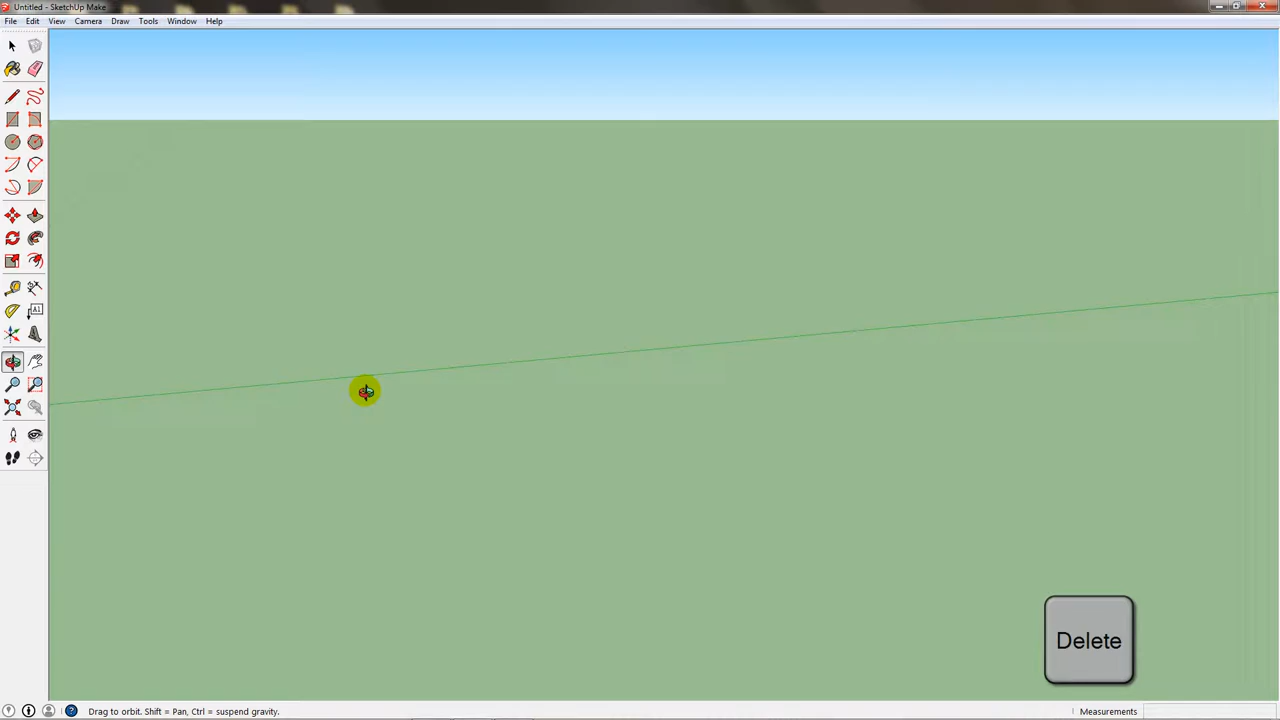 Untitled - SketchUp Make
File Edit View Camera Draw Tools Window Help
A1
Delete
Drag to orbit. Shift = Pan, Ctrl = suspend gravity.
Measurements